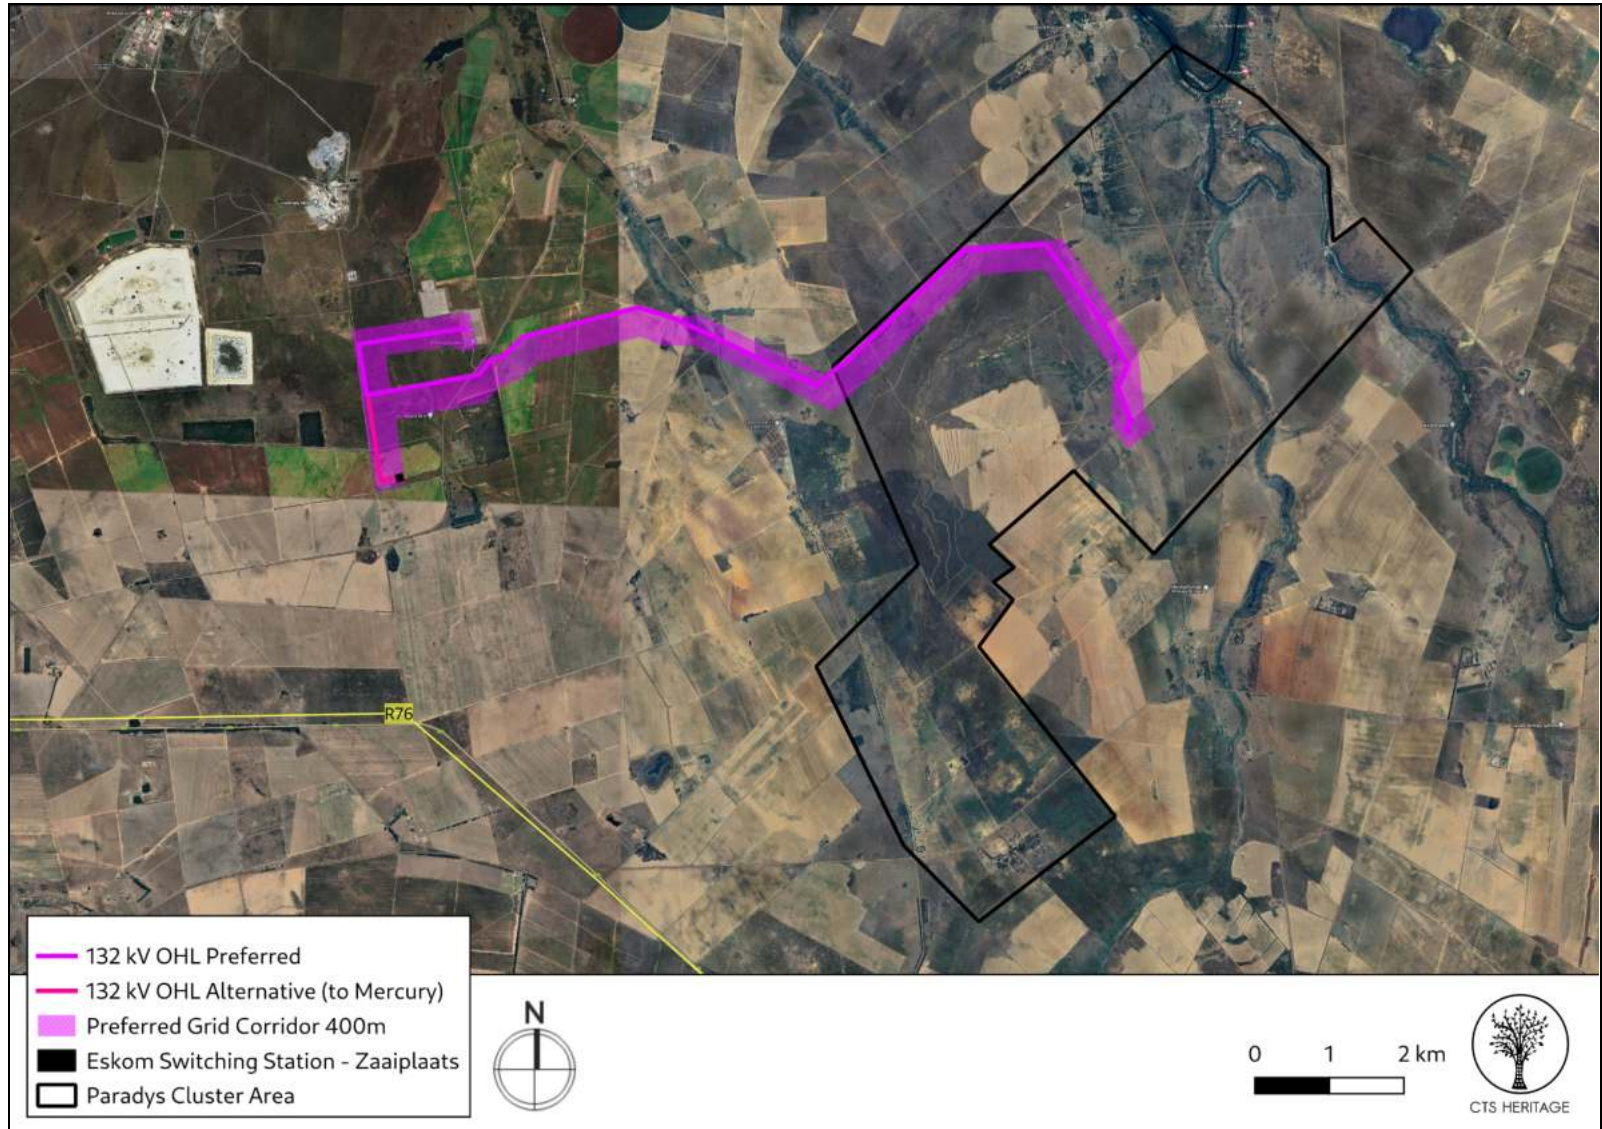 R76
132 kV OHL Preferred
132 kV OHL Alternative (to Mercury)
Preferred Grid Corridor 400m
Eskom Switching Station - Zaaiplaats
Paradys Cluster Area
N
0 1 2 km
CTS HERITAGE